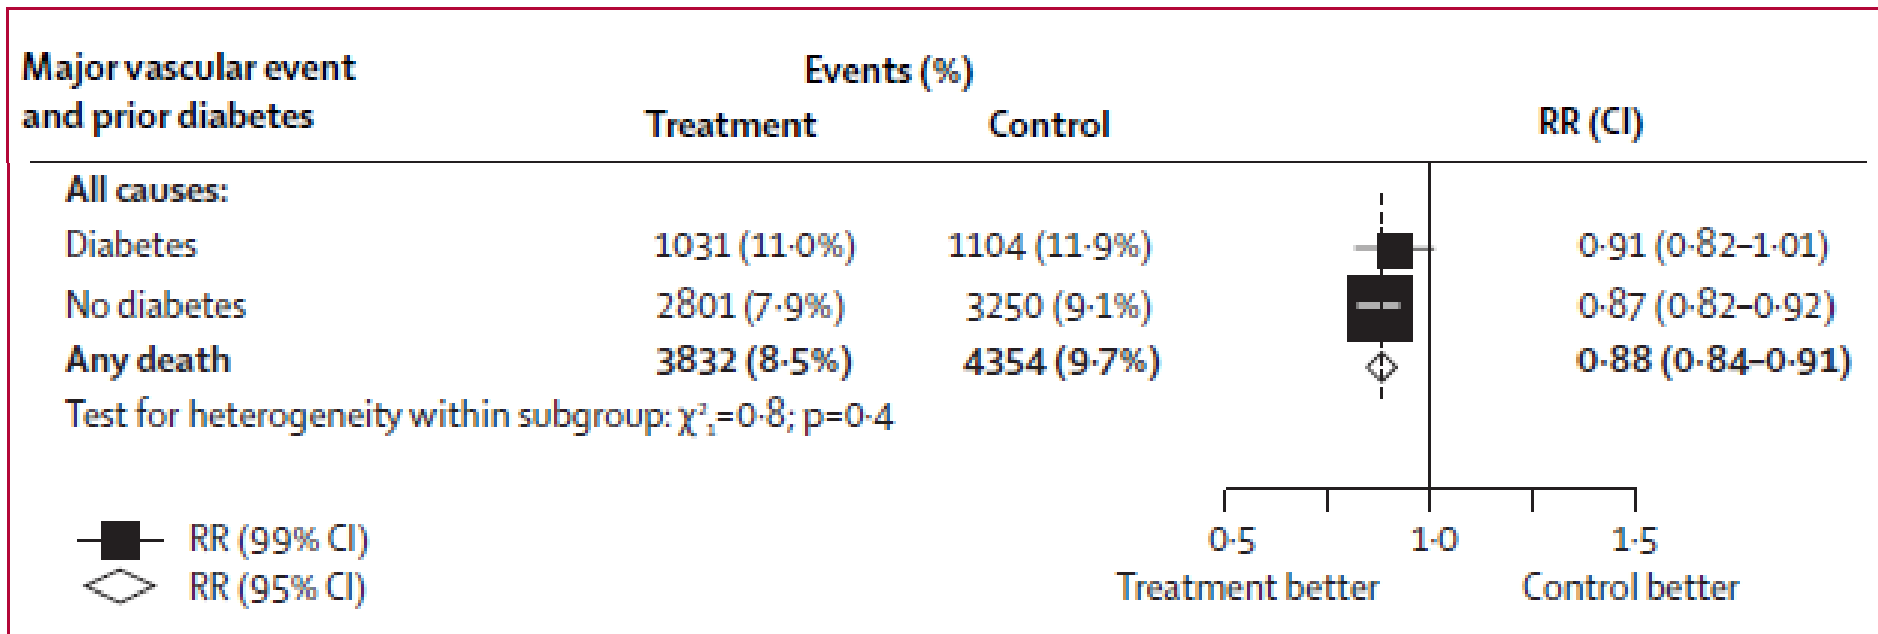 Major vascular event and prior diabetes Events (%)
Treatment Control RR (CI)
All causes:
Diabetes 1031 (11·0%) 1104 (11·9%) 0·91 (0·82–1·01)
No diabetes 2801 (7·9%) 3250 (9·1%) 0·87 (0·82–0·92)
Any death 3832 (8·5%) 4354 (9·7%) 0·88 (0·84–0·91)
Test for heterogeneity within subgroup: χ²₁=0·8; p=0·4
RR (99% CI)
RR (95% CI)
0·5 1·0 1·5
Treatment better Control better